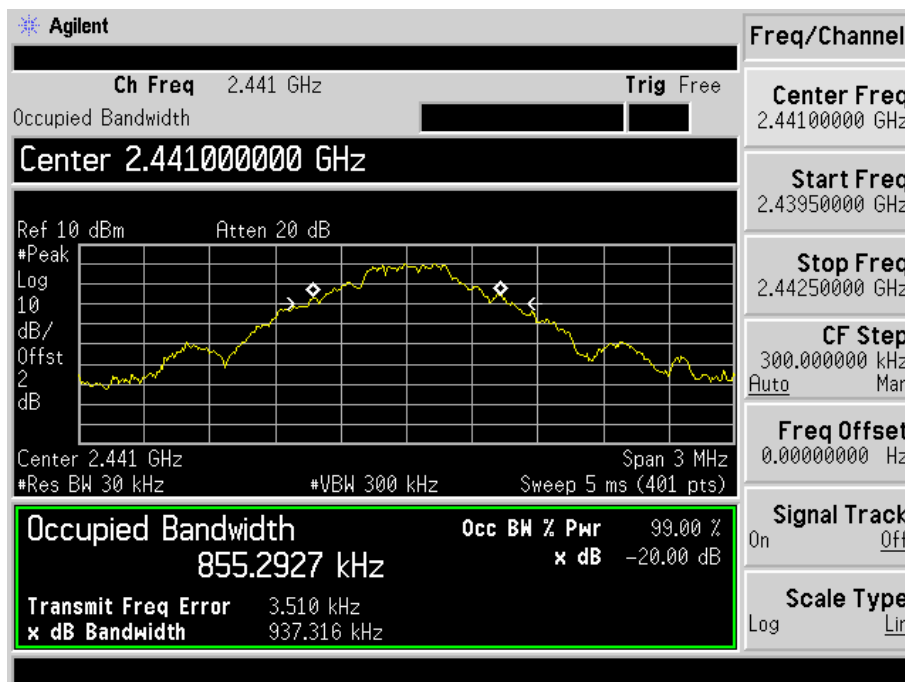 Agilent
Freq/Channel
Ch Freq 2.441 GHz Trig Free
Occupied Bandwidth
Center 2.441000000 GHz
Ref 10 dBm Atten 20 dB
#Peak
Log
10
dB/
Offst
2
dB
Center 2.441 GHz Span 3 MHz
#Res BW 30 kHz #VBW 300 kHz Sweep 5 ms (401 pts)
Occupied Bandwidth
855.2927 kHz
Occ BW % Pwr 99.00 %
x dB -20.00 dB
Transmit Freq Error 3.510 kHz
x dB Bandwidth 937.316 kHz
Center Freq
2.44100000 GHz
Start Freq
2.43950000 GHz
Stop Freq
2.44250000 GHz
CF Step
300.000000 kHz
Auto Man
Freq Offset
0.00000000 Hz
Signal Track
On Off
Scale Type
Log Lin